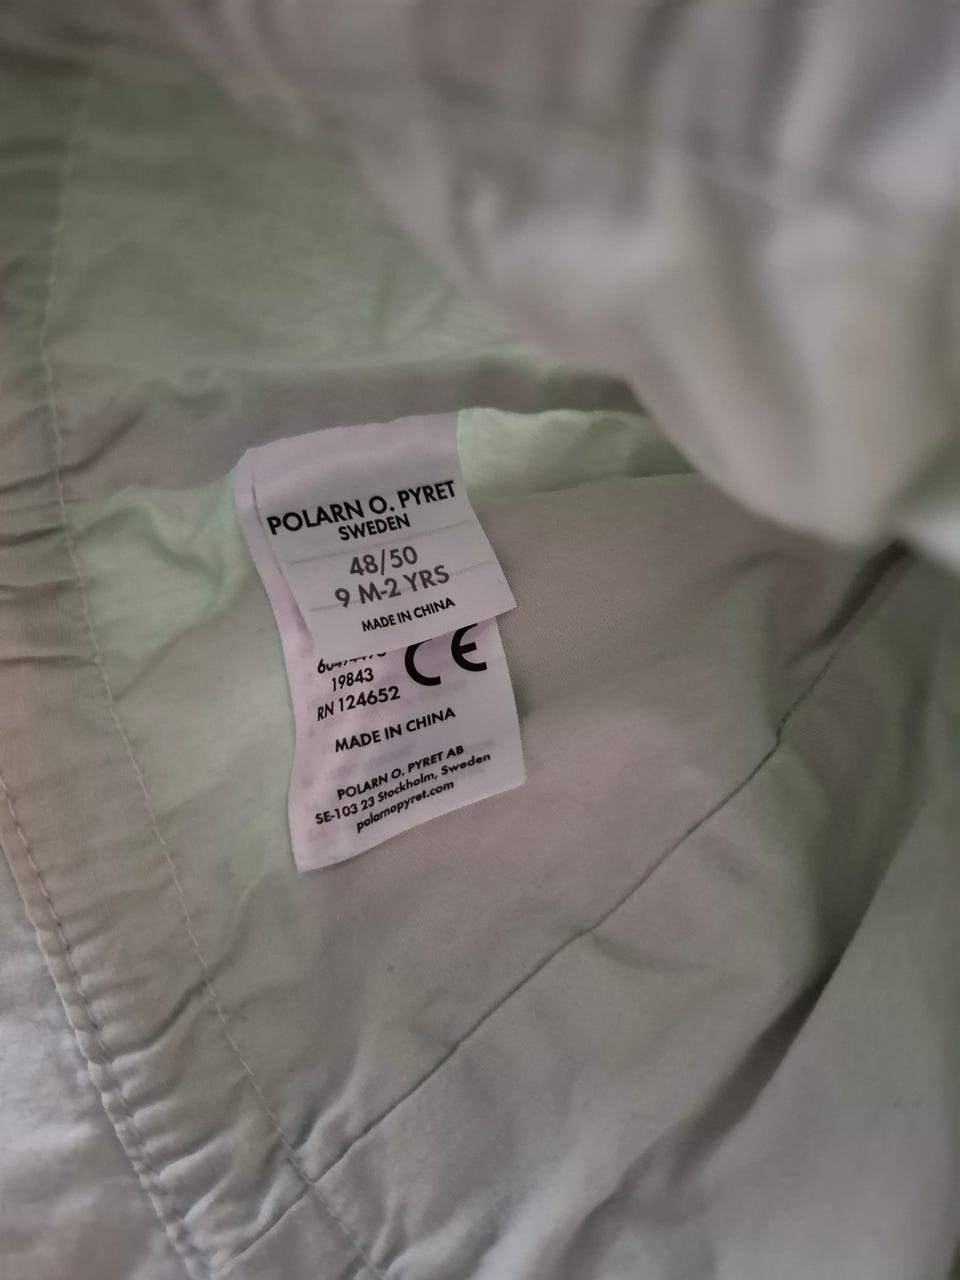 POLARN O. PYRET
SWEDEN
48/50
9 M-2 YRS
MADE IN CHINA
CE
19843
RN 124652
MADE IN CHINA
POLARN O. PYRET AB
SE-103 23 Stockholm, Sweden
polarnopyret.com